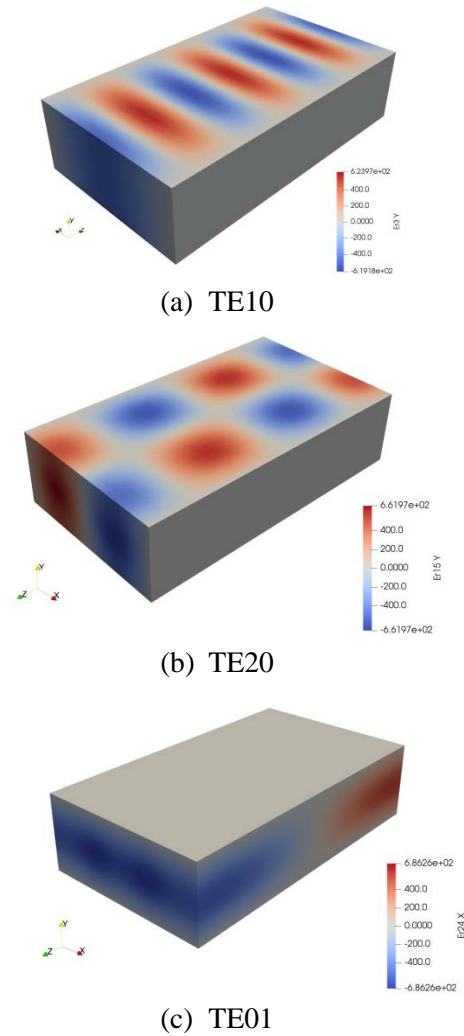 Y
X
Z
6.2397e+02
400.0
200.0
0.0000
-200.0
-400.0
-6.1918e+02
Er3 Y
(a) TE10
Y
Z
X
6.6197e+02
400.0
200.0
0.0000
-200.0
-400.0
-6.6197e+02
Er15 Y
(b) TE20
Y
Z
X
6.8626e+02
400.0
200.0
0.0000
-200.0
-400.0
-6.8626e+02
Er24 X
(c) TE01